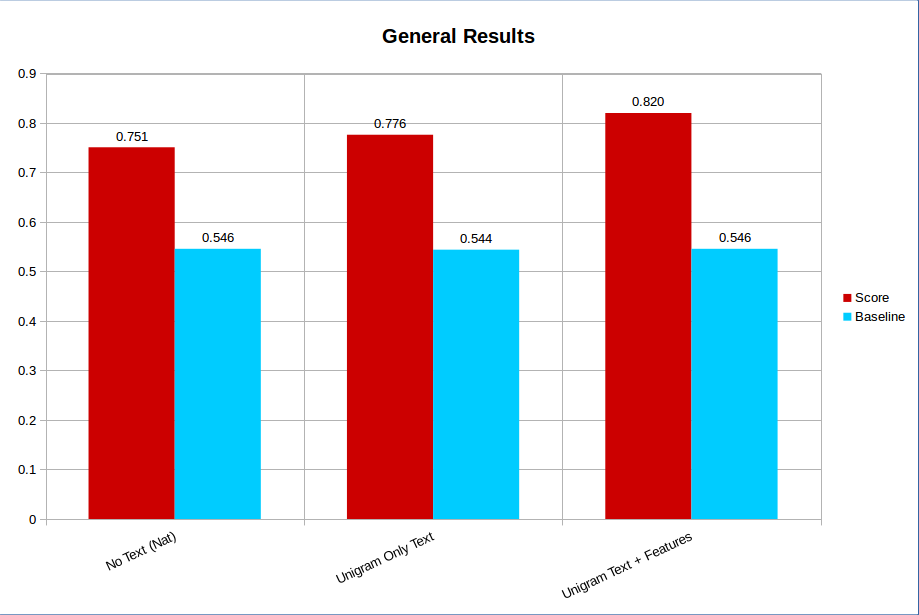 General Results
0.9
0.8
0.7
0.6
0.5
0.4
0.3
0.2
0.1
0
0.751
0.546
0.776
0.544
0.820
0.546
No Text (Nat)
Unigram Only Text
Unigram Text + Features
Score
Baseline